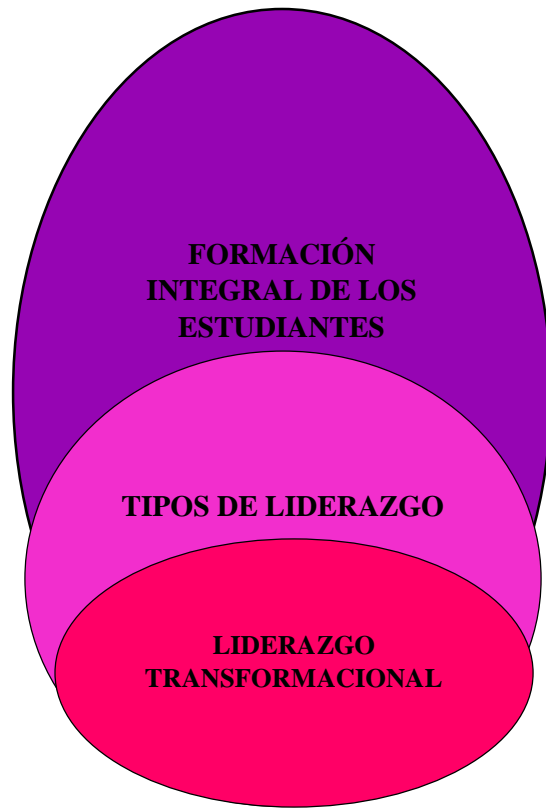 FORMACIÓN
INTEGRAL DE LOS
ESTUDIANTES
TIPOS DE LIDERAZGO
LIDERAZGO
TRANSFORMACIONAL